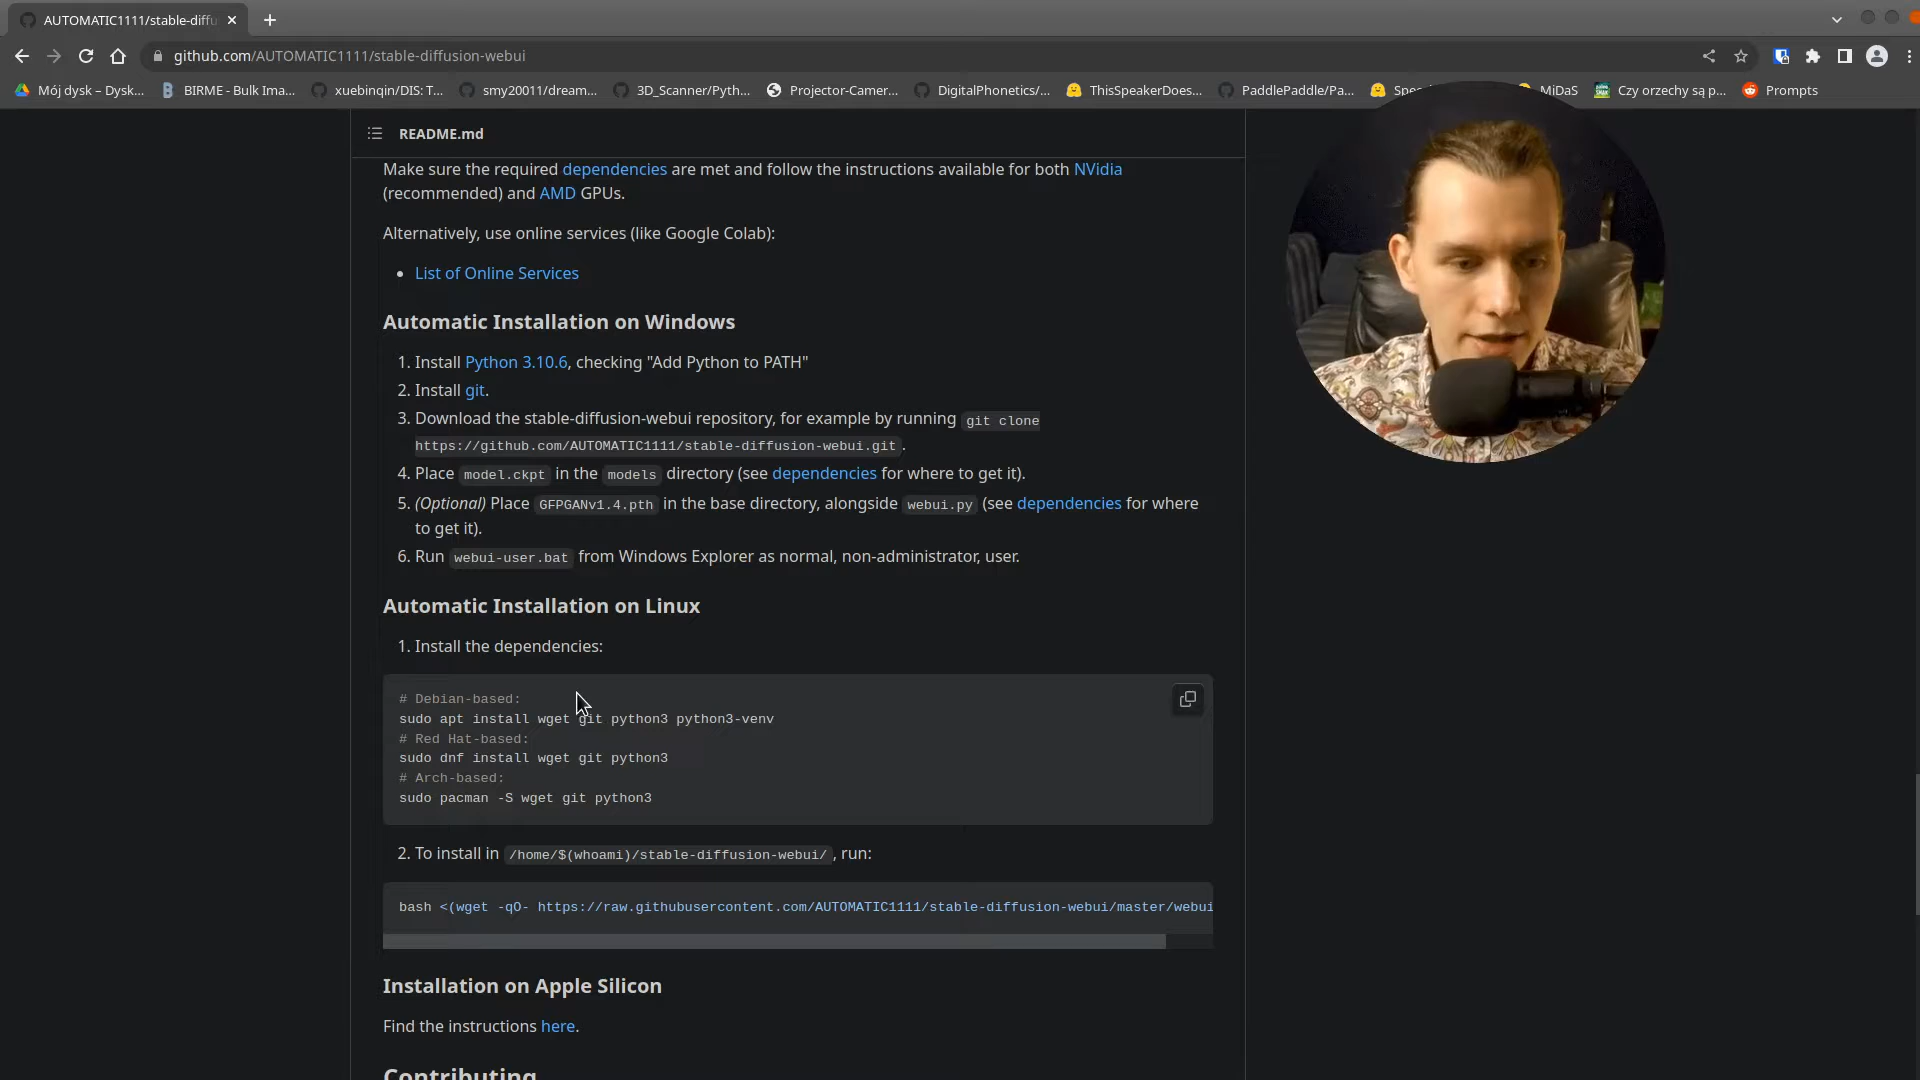 AUTOMATIC1111/stable-diffu
github.com/AUTOMATIC1111/stable-diffusion-webui
Mój dysk – Dysk... BIRME - Bulk Ima... xuebinqin/DIS: T... smy20011/dream... 3D_Scanner/Pyth... Projector-Camer... DigitalPhonetics/... ThisSpeakerDoes... PaddlePaddle/Pa... MiDaS Czy orzechy są p... Prompts
README.md
Make sure the required dependencies are met and follow the instructions available for both NVidia
(recommended) and AMD GPUs.
Alternatively, use online services (like Google Colab):
• List of Online Services
Automatic Installation on Windows
1. Install Python 3.10.6, checking "Add Python to PATH"
2. Install git.
3. Download the stable-diffusion-webui repository, for example by running git clone
https://github.com/AUTOMATIC1111/stable-diffusion-webui.git .
4. Place model.ckpt in the models directory (see dependencies for where to get it).
5. (Optional) Place GFPGANv1.4.pth in the base directory, alongside webui.py (see dependencies for where
to get it).
6. Run webui-user.bat from Windows Explorer as normal, non-administrator, user.
Automatic Installation on Linux
1. Install the dependencies:
# Debian-based:
sudo apt install wget git python3 python3-venv
# Red Hat-based:
sudo dnf install wget git python3
# Arch-based:
sudo pacman -S wget git python3
2. To install in /home/$(whoami)/stable-diffusion-webui/ , run:
bash <(wget -qO- https://raw.githubusercontent.com/AUTOMATIC1111/stable-diffusion-webui/master/webui
Installation on Apple Silicon
Find the instructions here.
Contributing